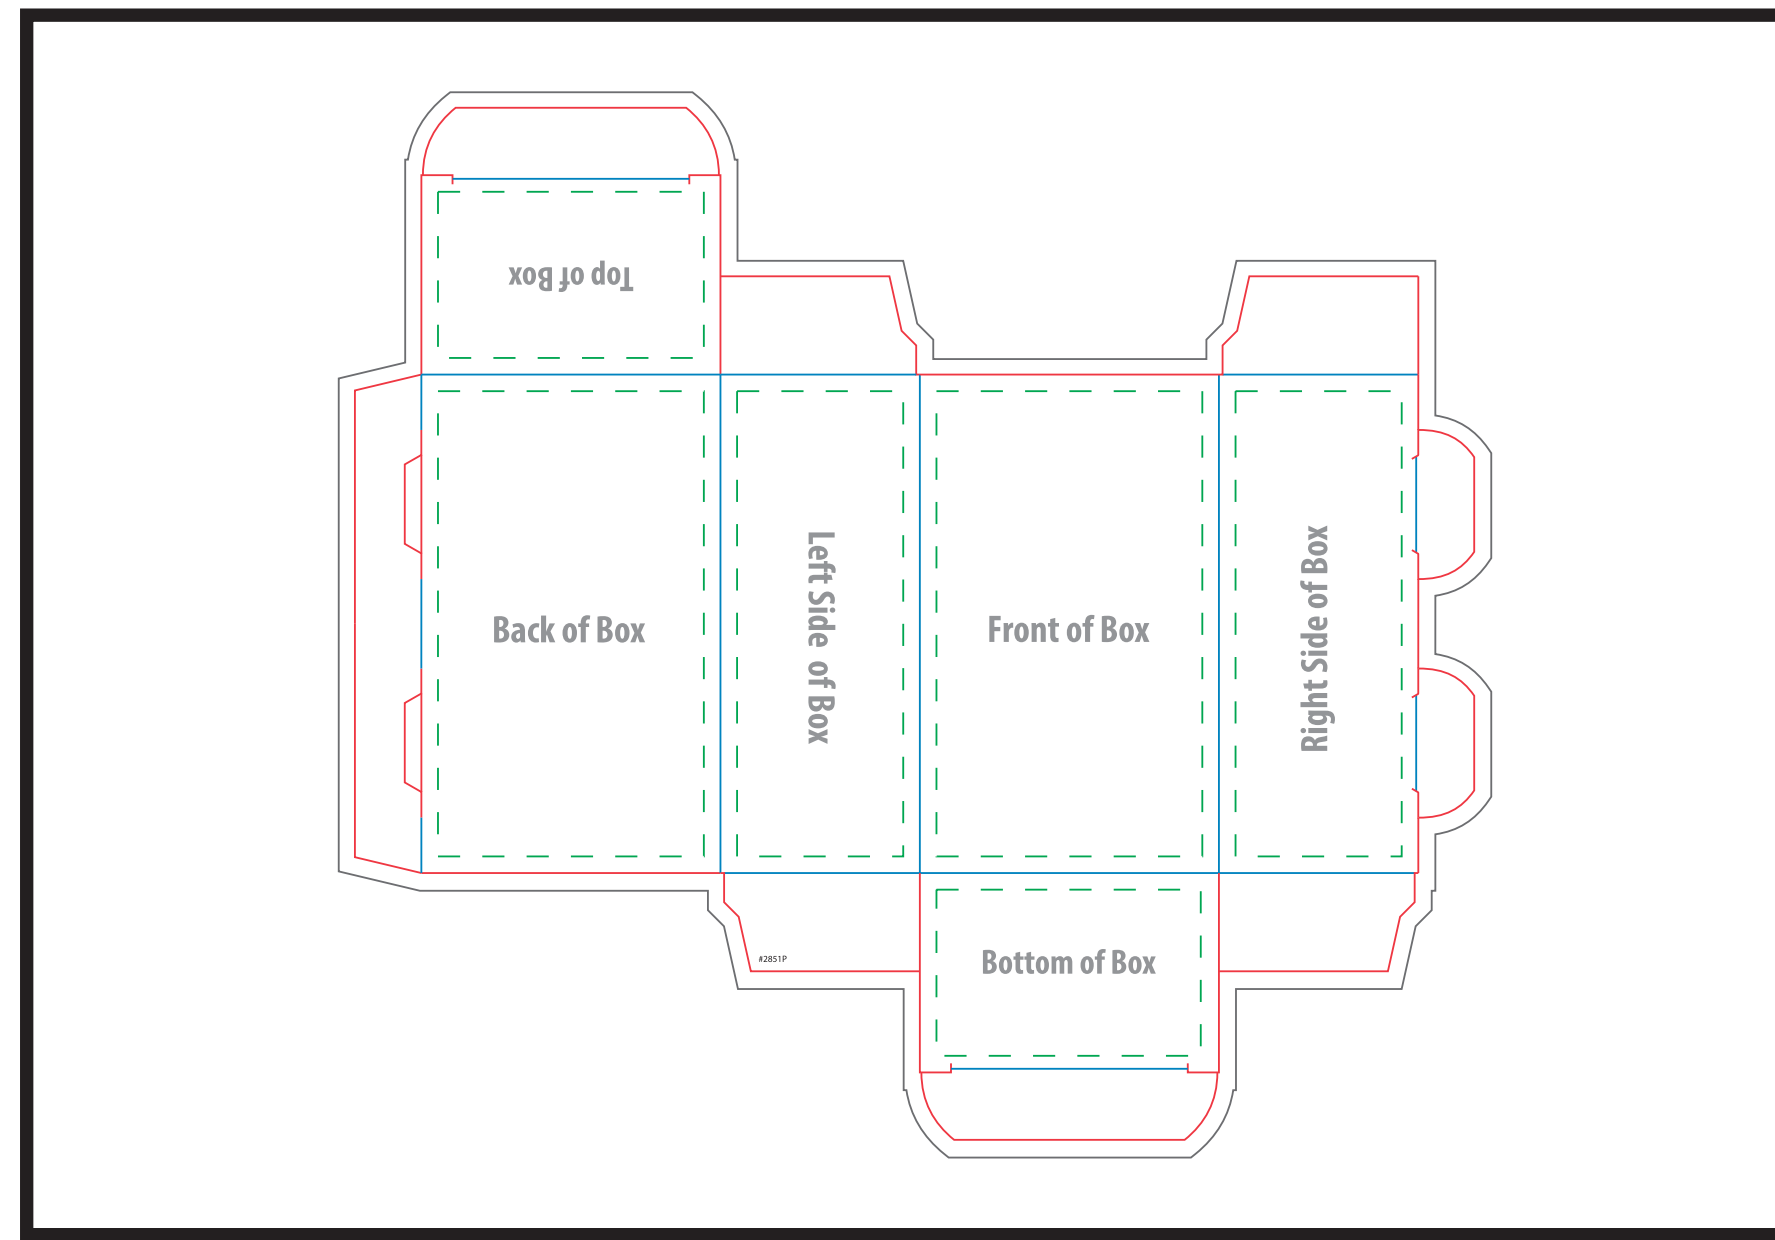 Top of Box
Back of Box
Left Side of Box
Front of Box
Right Side of Box
Bottom of Box
#2851P